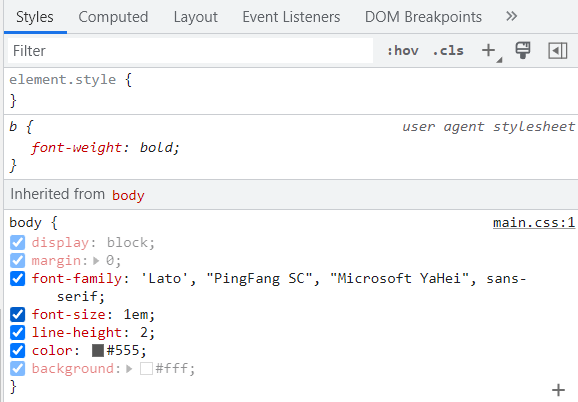 Styles Computed Layout Event Listeners DOM Breakpoints »
Filter :hov .cls +
element.style {
}
b { user agent stylesheet
font-weight: bold;
}
Inherited from body
body { main.css:1
display: block;
margin: 0;
font-family: 'Lato', "PingFang SC", "Microsoft YaHei", sans-
serif;
font-size: 1em;
line-height: 2;
color: #555;
background: #fff;
} +